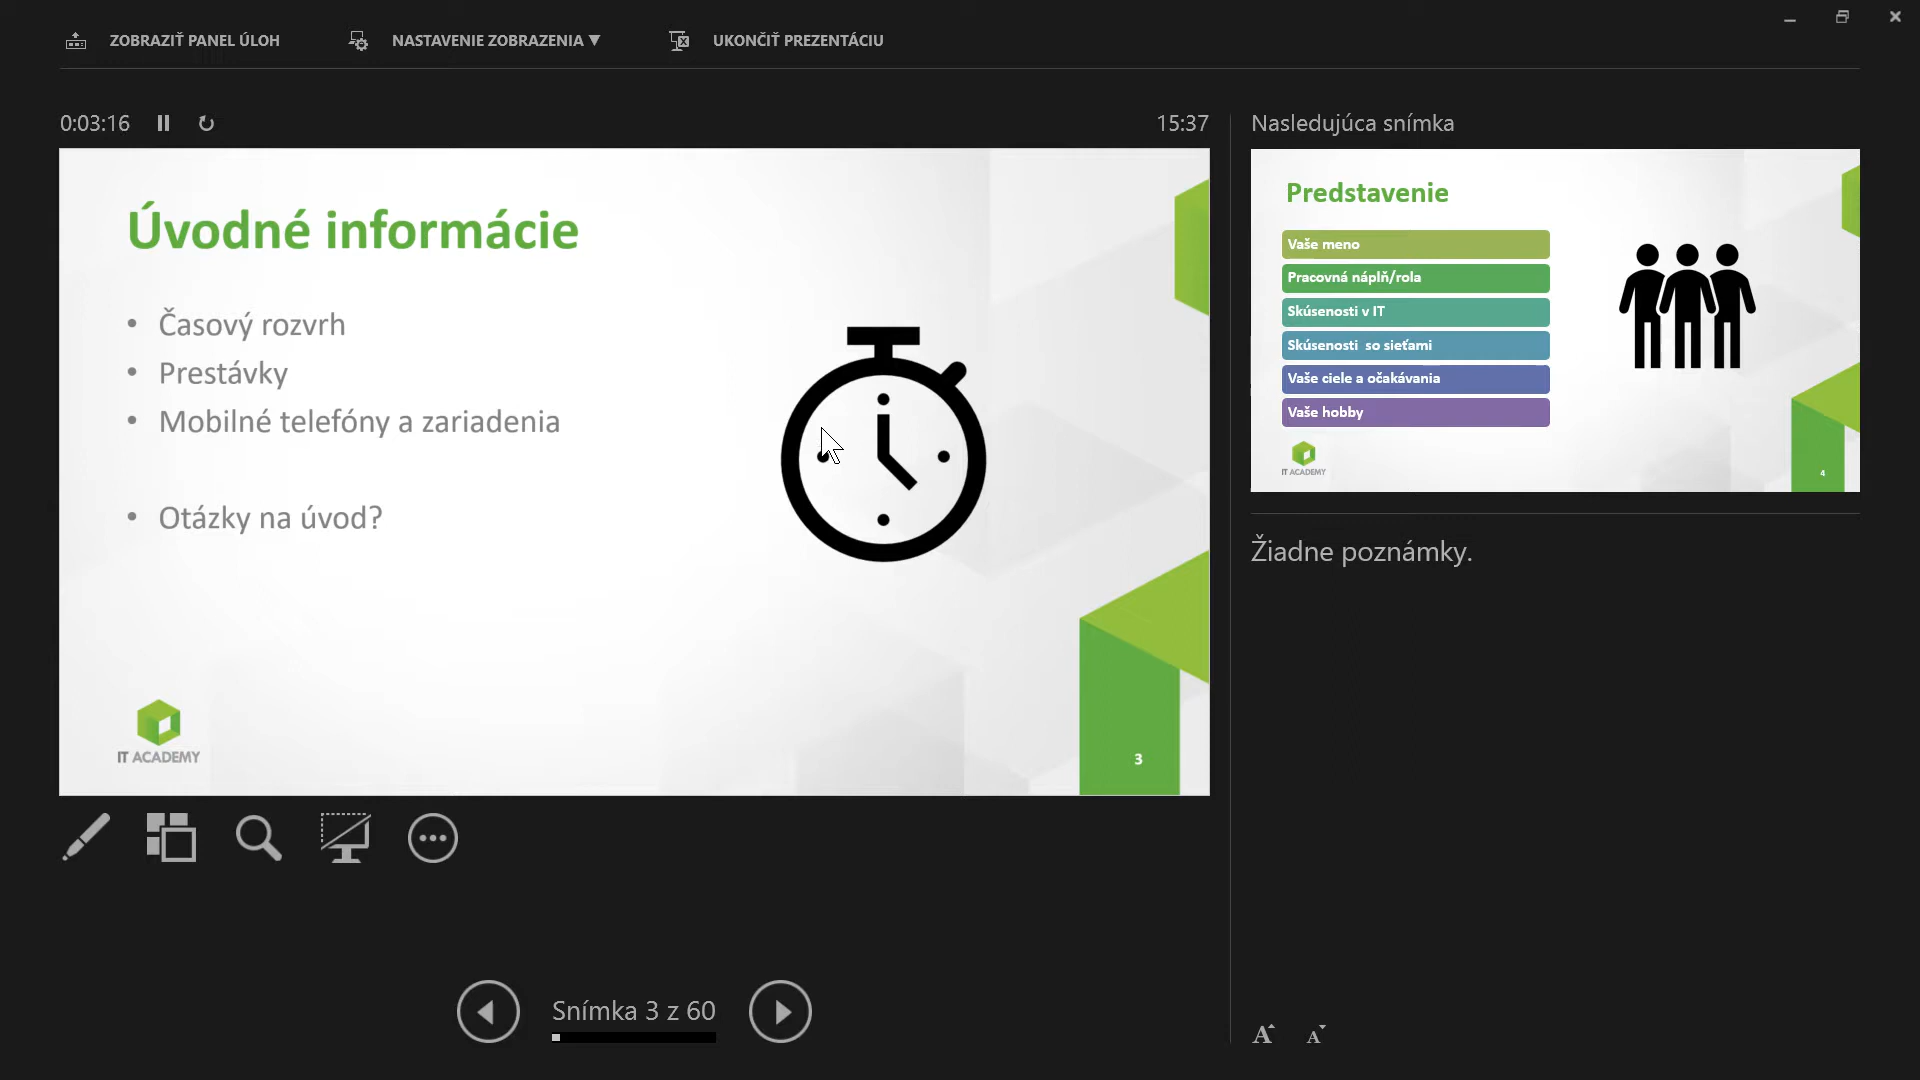 ZOBRAZIŤ PANEL ÚLOH
NASTAVENIE ZOBRAZENIA ▼
UKONČIŤ PREZENTÁCIU
0:03:16
15:37
Úvodné informácie
• Časový rozvrh
• Prestávky
• Mobilné telefóny a zariadenia
• Otázky na úvod?
IT ACADEMY
3
Nasledujúca snímka
Predstavenie
Vaše meno
Pracovná náplň/rola
Skúsenosti v IT
Skúsenosti so sieťami
Vaše ciele a očakávania
Vaše hobby
IT ACADEMY
4
Žiadne poznámky.
Snímka 3 z 60
A
A